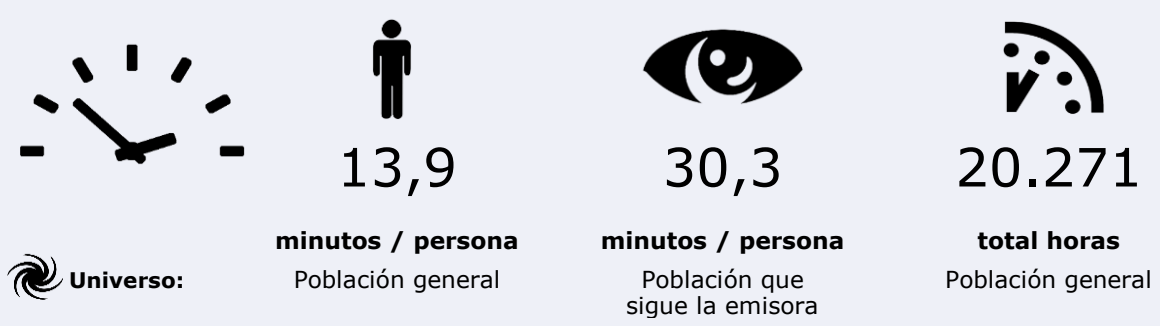 13,9
30,3
20.271
minutos / persona
minutos / persona
total horas
Universo:
Población general
Población que
sigue la emisora
Población general